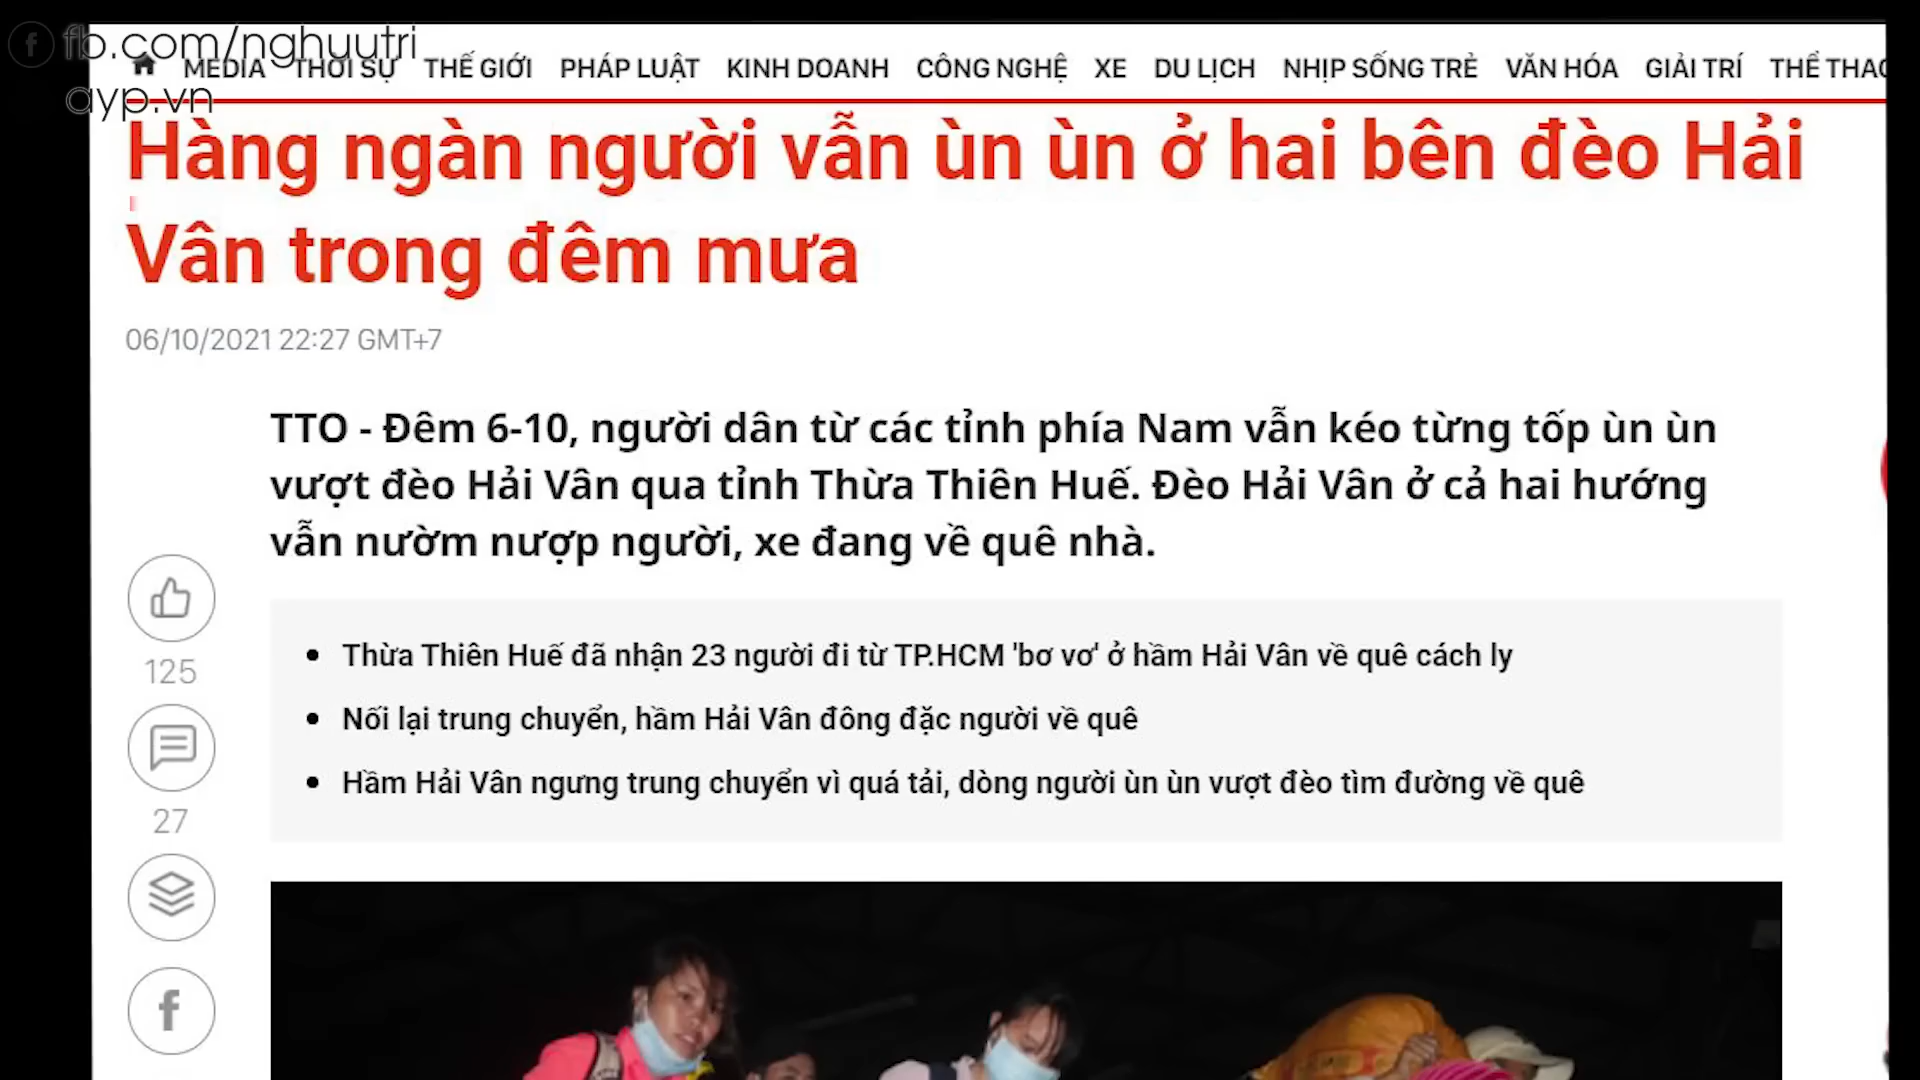 fb.com/nghuutri
ayp.vn
MEDIA THỜI SỰ THẾ GIỚI PHÁP LUẬT KINH DOANH CÔNG NGHỆ XE DU LỊCH NHỊP SỐNG TRẺ VĂN HÓA GIẢI TRÍ THỂ THAO
Hàng ngàn người vẫn ùn ùn ở hai bên đèo Hải
Vân trong đêm mưa
06/10/2021 22:27 GMT+7
TTO - Đêm 6-10, người dân từ các tỉnh phía Nam vẫn kéo từng tốp ùn ùn
vượt đèo Hải Vân qua tỉnh Thừa Thiên Huế. Đèo Hải Vân ở cả hai hướng
vẫn nườm nượp người, xe đang về quê nhà.
Thừa Thiên Huế đã nhận 23 người đi từ TP.HCM 'bơ vơ' ở hầm Hải Vân về quê cách ly
Nối lại trung chuyển, hầm Hải Vân đông đặc người về quê
Hầm Hải Vân ngưng trung chuyển vì quá tải, dòng người ùn ùn vượt đèo tìm đường về quê
125
27